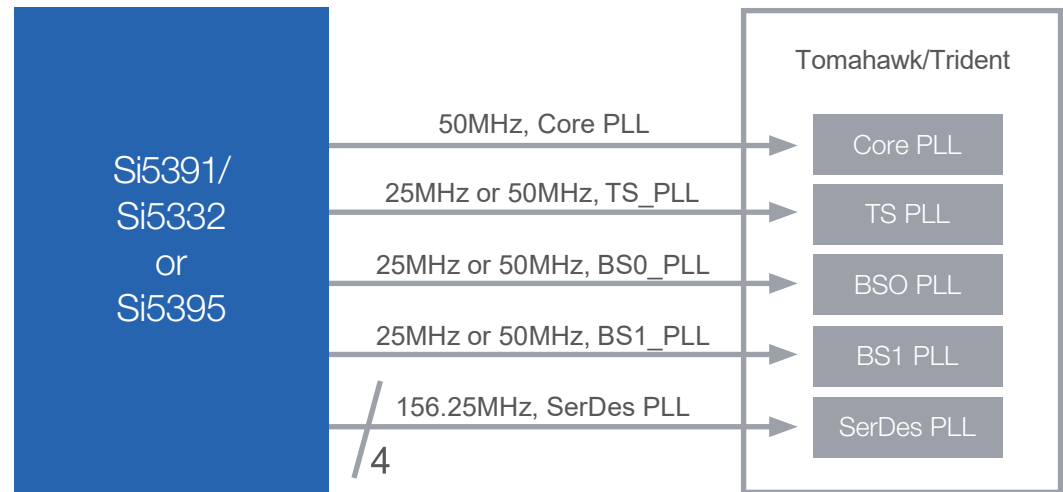 Si5391/
Si5332
or
Si5395
50MHz, Core PLL
25MHz or 50MHz, TS_PLL
25MHz or 50MHz, BS0_PLL
25MHz or 50MHz, BS1_PLL
156.25MHz, SerDes PLL
4
Tomahawk/Trident
Core PLL
TS PLL
BSO PLL
BS1 PLL
SerDes PLL